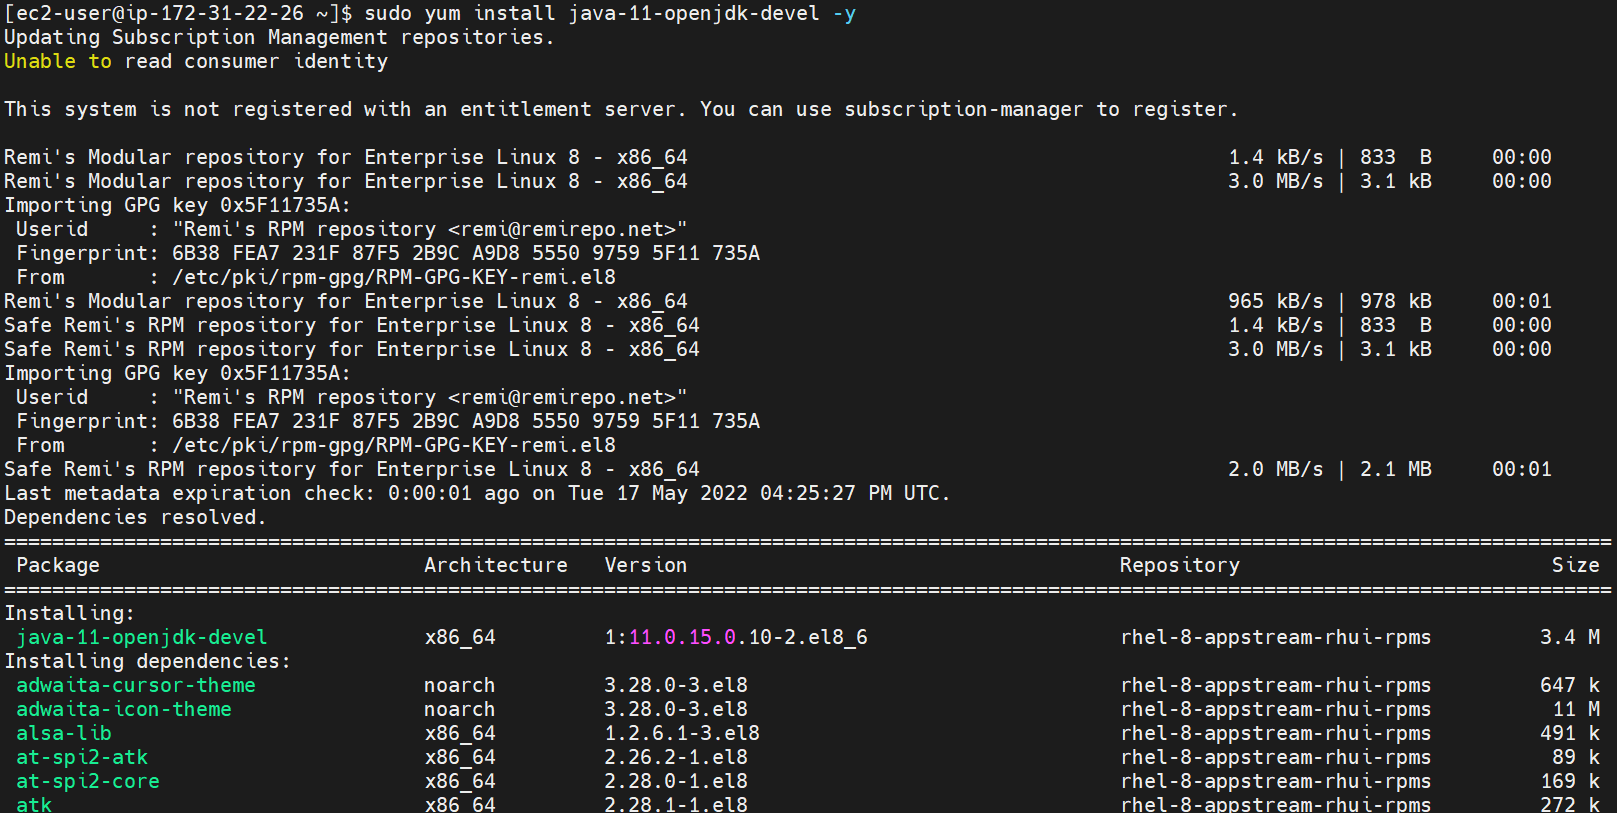 [ec2-user@ip-172-31-22-26 ~]$ sudo yum install java-11-openjdk-devel -y
Updating Subscription Management repositories.
Unable to read consumer identity
This system is not registered with an entitlement server. You can use subscription-manager to register.
Remi's Modular repository for Enterprise Linux 8 - x86_64 1.4 kB/s | 833 B 00:00
Remi's Modular repository for Enterprise Linux 8 - x86_64 3.0 MB/s | 3.1 kB 00:00
Importing GPG key 0x5F11735A:
Userid : "Remi's RPM repository <remi@remirepo.net>"
Fingerprint: 6B38 FEA7 231F 87F5 2B9C A9D8 5550 9759 5F11 735A
From : /etc/pki/rpm-gpg/RPM-GPG-KEY-remi.el8
Remi's Modular repository for Enterprise Linux 8 - x86_64 965 kB/s | 978 kB 00:01
Safe Remi's RPM repository for Enterprise Linux 8 - x86_64 1.4 kB/s | 833 B 00:00
Safe Remi's RPM repository for Enterprise Linux 8 - x86_64 3.0 MB/s | 3.1 kB 00:00
Importing GPG key 0x5F11735A:
Userid : "Remi's RPM repository <remi@remirepo.net>"
Fingerprint: 6B38 FEA7 231F 87F5 2B9C A9D8 5550 9759 5F11 735A
From : /etc/pki/rpm-gpg/RPM-GPG-KEY-remi.el8
Safe Remi's RPM repository for Enterprise Linux 8 - x86_64 2.0 MB/s | 2.1 MB 00:01
Last metadata expiration check: 0:00:01 ago on Tue 17 May 2022 04:25:27 PM UTC.
Dependencies resolved.
======================================================================================================================================
Package Architecture Version Repository Size
======================================================================================================================================
Installing:
java-11-openjdk-devel x86_64 1:11.0.15.0.10-2.el8_6 rhel-8-appstream-rhui-rpms 3.4 M
Installing dependencies:
adwaita-cursor-theme noarch 3.28.0-3.el8 rhel-8-appstream-rhui-rpms 647 k
adwaita-icon-theme noarch 3.28.0-3.el8 rhel-8-appstream-rhui-rpms 11 M
alsa-lib x86_64 1.2.6.1-3.el8 rhel-8-appstream-rhui-rpms 491 k
at-spi2-atk x86_64 2.26.2-1.el8 rhel-8-appstream-rhui-rpms 89 k
at-spi2-core x86_64 2.28.0-1.el8 rhel-8-appstream-rhui-rpms 169 k
atk x86_64 2.28.1-1.el8 rhel-8-appstream-rhui-rpms 272 k